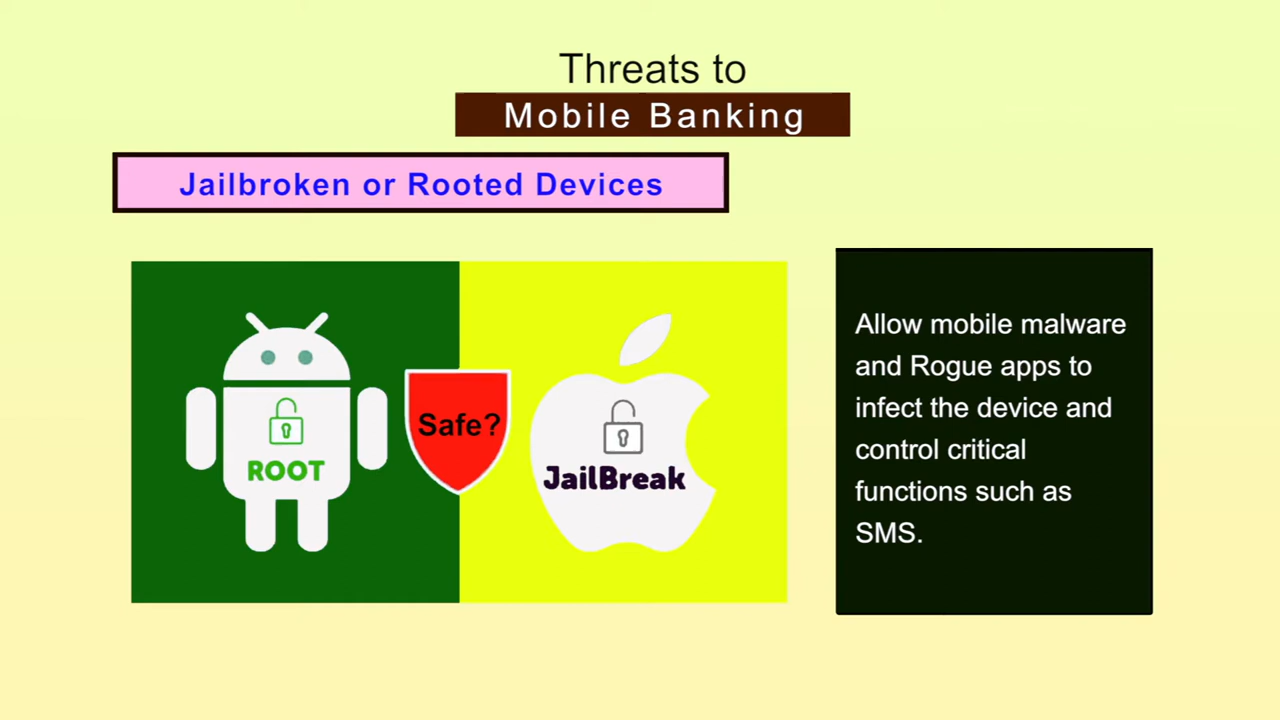 Threats to
Mobile Banking
Jailbroken or Rooted Devices
ROOT
Safe?
JailBreak
Allow mobile malware
and Rogue apps to
infect the device and
control critical
functions such as
SMS.